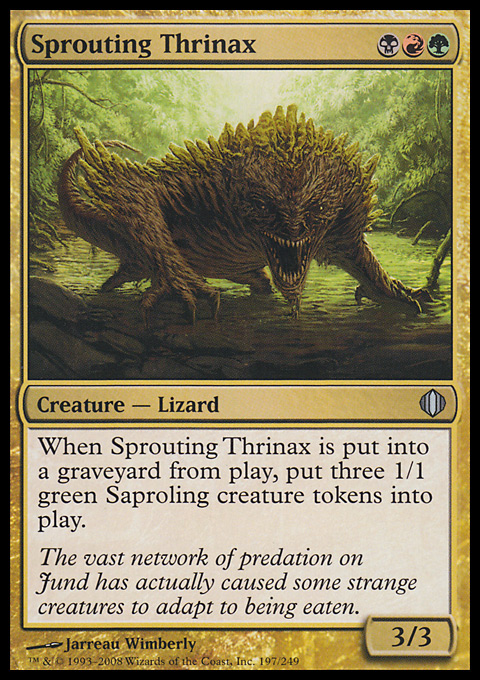 Sprouting Thrinax
Creature — Lizard
When Sprouting Thrinax is put into
a graveyard from play, put three 1/1
green Saproling creature tokens into
play.
The vast network of predation on
Jund has actually caused some strange
creatures to adapt to being eaten.
Jarreau Wimberly
3/3
™ & © 1993–2008 Wizards of the Coast, Inc. 197/249